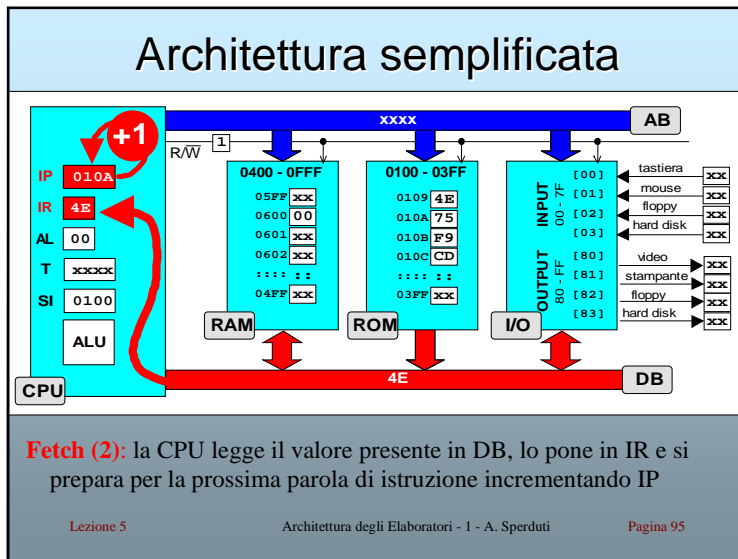 Architettura semplificata
xxxx
AB
+1
R/W
1
IP 010A
IR 4E
AL 00
T xxxx
SI 0100
ALU
CPU
0400 - 0FFF
05FF xx
0600 00
0601 xx
0602 xx
:::: ::
04FF xx
RAM
0100 - 03FF
0109 4E
010A 75
010B F9
010C CD
:::: ::
03FF xx
ROM
INPUT
00 - 7F
[00] tastiera xx
[01] mouse xx
[02] floppy xx
[03] hard disk xx
OUTPUT
80 - FF
[80] video xx
[81] stampante xx
[82] floppy xx
[83] hard disk xx
I/O
4E
DB
Fetch (2): la CPU legge il valore presente in DB, lo pone in IR e si
prepara per la prossima parola di istruzione incrementando IP
Lezione 5 Architettura degli Elaboratori - 1 - A. Sperduti Pagina 95